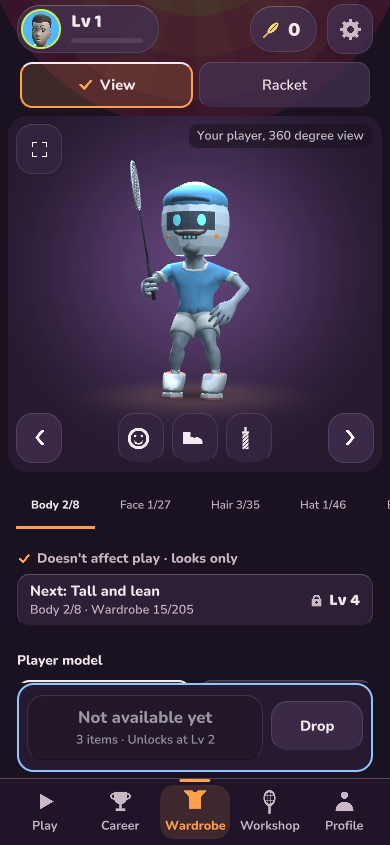 Lv 1
0
View
Racket
Your player, 360 degree view
Body 2/8
Face 1/27
Hair 3/35
Hat 1/46
Doesn't affect play · looks only
Next: Tall and lean
Body 2/8 · Wardrobe 15/205
Lv 4
Player model
Not available yet
3 items · Unlocks at Lv 2
Drop
Play
Career
Wardrobe
Workshop
Profile